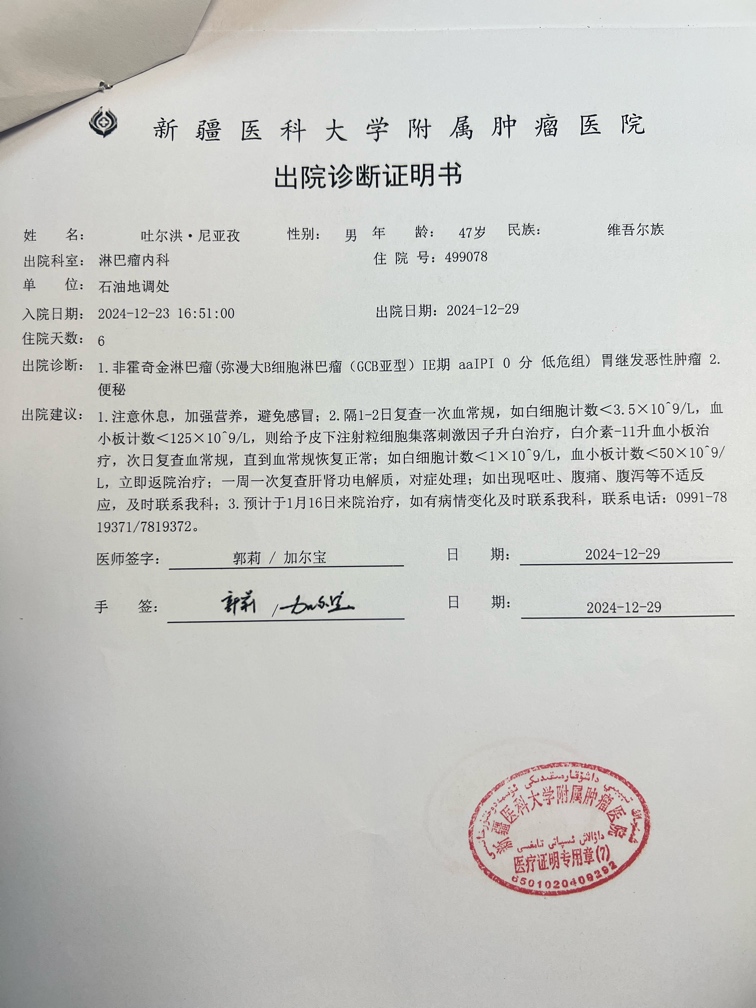 新疆医科大学附属肿瘤医院
出院诊断证明书
姓 名： 吐尔洪·尼亚孜 性别： 男 年 龄： 47岁 民族： 维吾尔族
出院科室： 淋巴瘤内科 住 院 号：499078
单 位： 石油地调处
入院日期： 2024-12-23 16:51:00 出院日期：2024-12-29
住院天数： 6
出院诊断： 1.非霍奇金淋巴瘤(弥漫大B细胞淋巴瘤（GCB亚型）IE期 aaIPI 0 分 低危组) 胃继发恶性肿瘤 2.
便秘
出院建议： 1.注意休息，加强营养，避免感冒；2.隔1-2日复查一次血常规，如白细胞计数＜3.5×10^9/L，血
小板计数＜125×10^9/L，则给予皮下注射粒细胞集落刺激因子升白治疗，白介素-11升血小板治
疗，次日复查血常规，直到血常规恢复正常；如白细胞计数＜1×10^9/L，血小板计数＜50×10^9/
L，立即返院治疗；一周一次复查肝肾功电解质，对症处理；如出现呕吐、腹痛、腹泻等不适反
应，及时联系我科；3.预计于1月16日来院治疗，如有病情变化及时联系我科，联系电话：0991-78
19371/7819372。
医师签字： 郭莉 / 加尔宝 日 期： 2024-12-29
手 签： 郭莉 / 加尔宝 日 期： 2024-12-29
新疆医科大学附属肿瘤医院
医疗证明专用章(7)
6501020409292